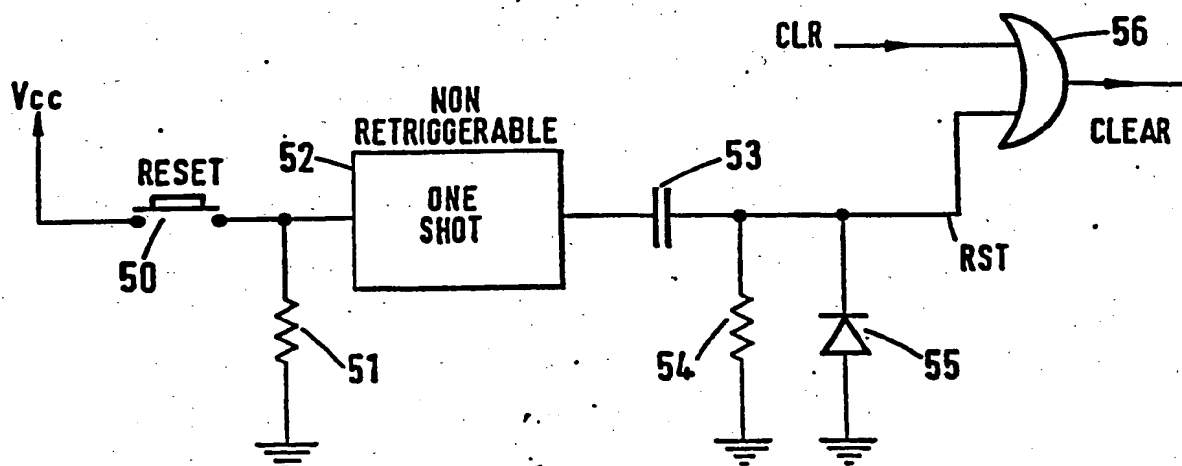 CLR
56
Vcc
NON
RETRIGGERABLE
CLEAR
52
53
RESET
ONE
SHOT
50
RST
51
54
55